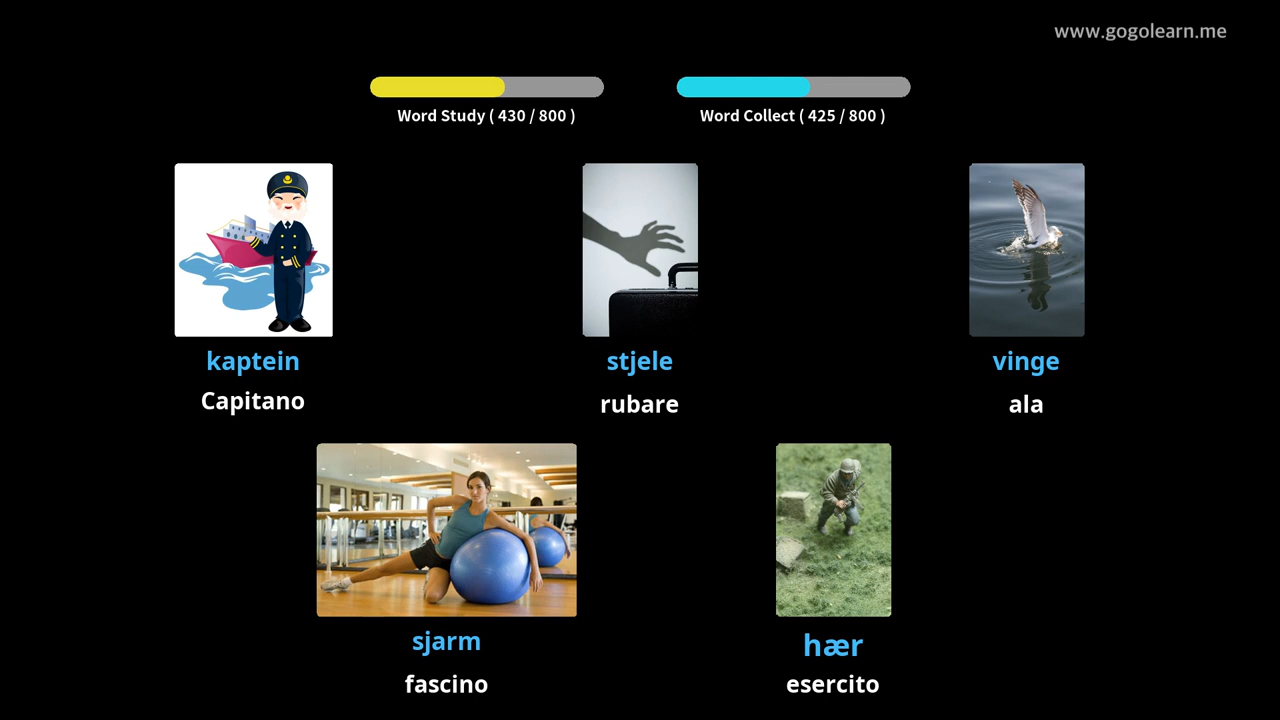 www.gogolearn.me
Word Study ( 430 / 800 )
Word Collect ( 425 / 800 )
kaptein
Capitano
stjele
rubare
vinge
ala
sjarm
fascino
hær
esercito